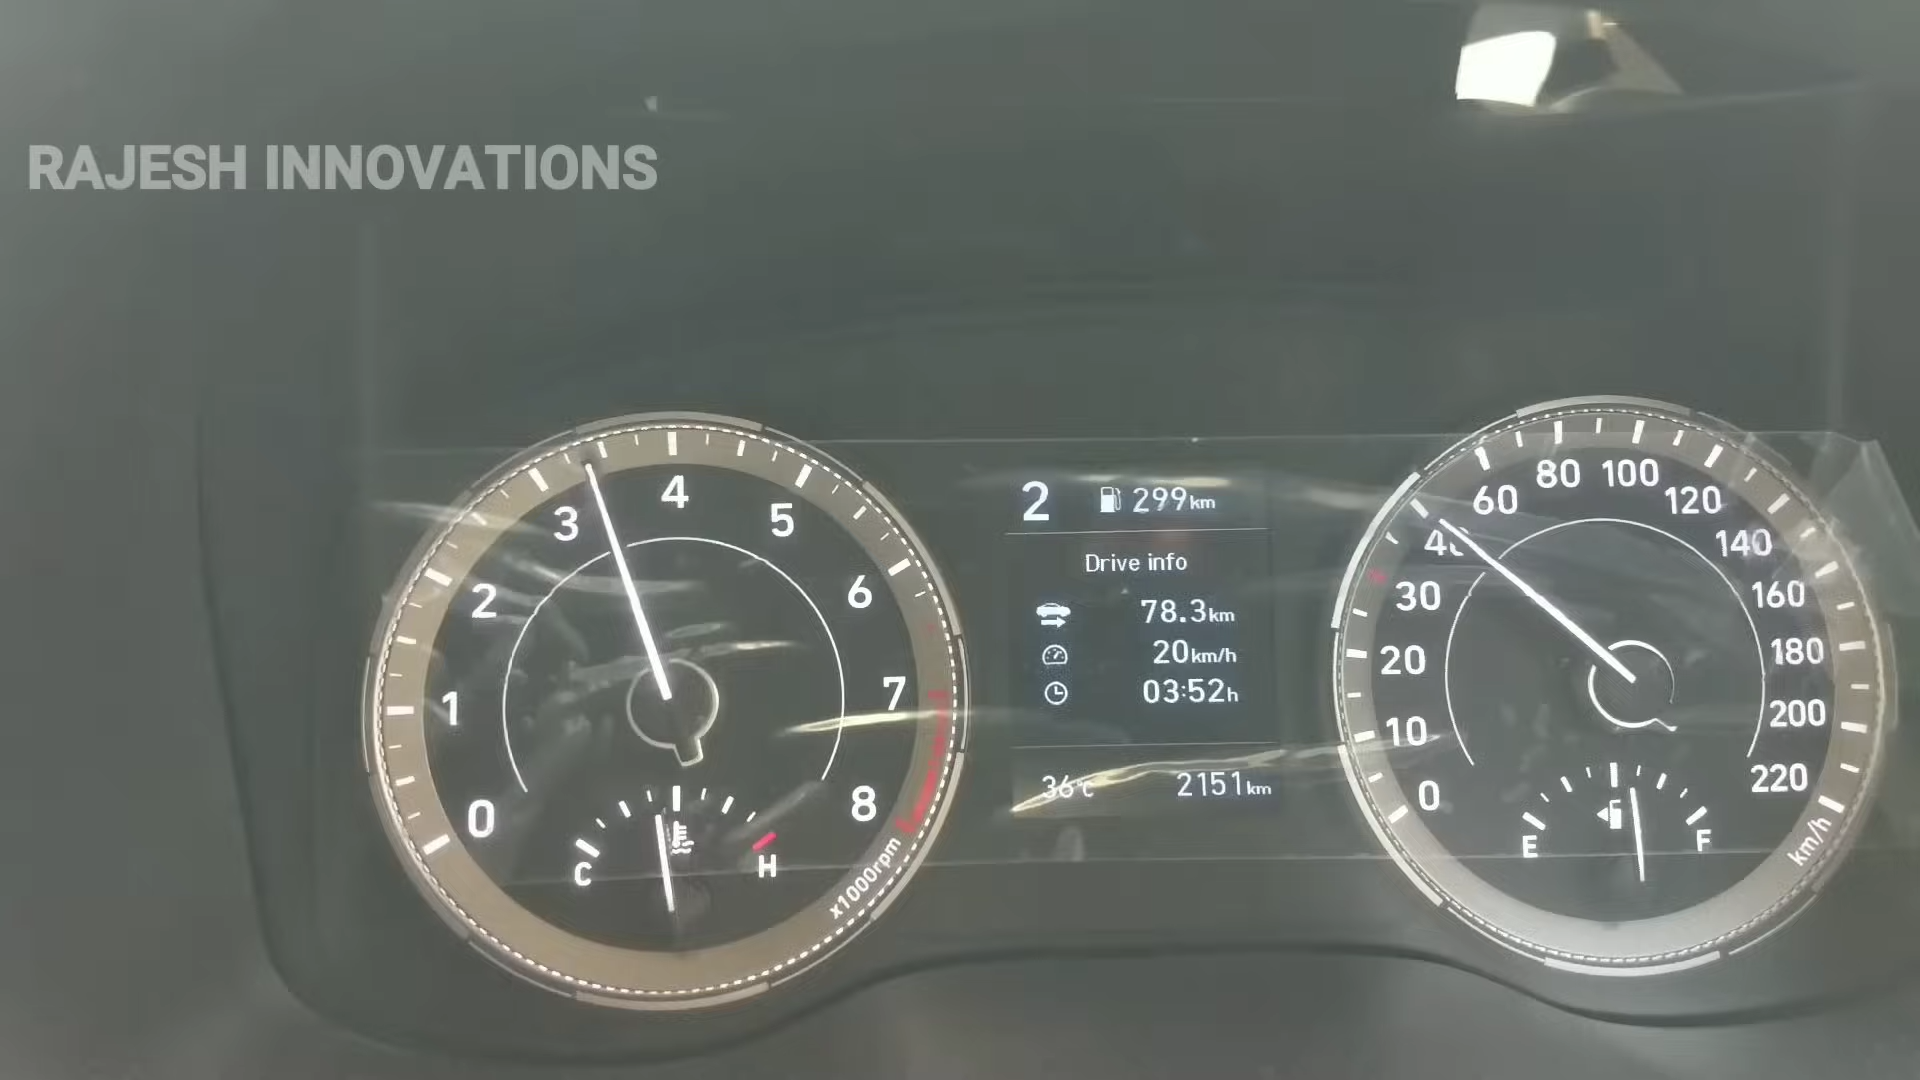 RAJESH INNOVATIONS
0 1 2 3 4 5 6 7 8
x1000rpm
C H
2 299km
Drive info
78.3km
20km/h
03:52h
36°C 2151km
0 10 20 30 40 60 80 100 120 140 160 180 200 220
km/h
E F